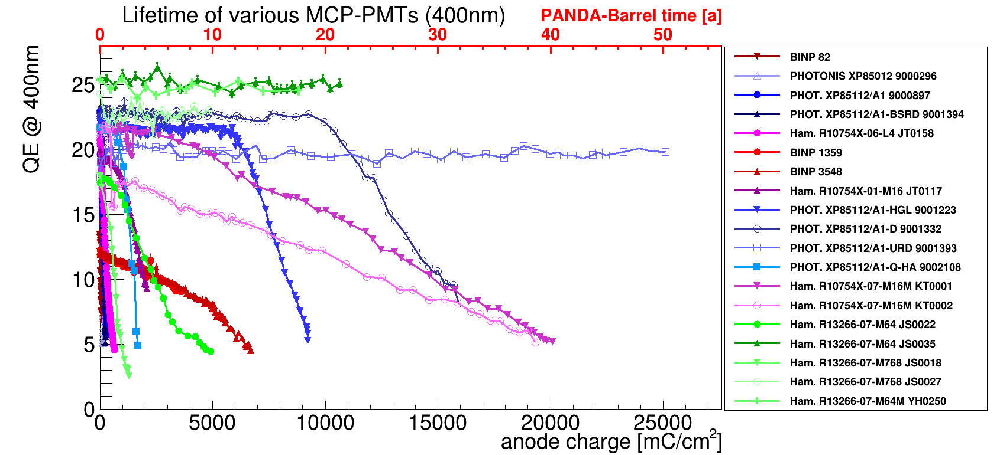 Lifetime of various MCP-PMTs (400nm)
PANDA-Barrel time [a]
0 10 20 30 40 50
QE @ 400nm
25
20
15
10
5
0
0 5000 10000 15000 20000 25000
anode charge [mC/cm²]
BINP 82
PHOTONIS XP85012 9000296
PHOT. XP85112/A1 9000897
PHOT. XP85112/A1-BSRD 9001394
Ham. R10754X-06-L4 JT0158
BINP 1359
BINP 3548
Ham. R10754X-01-M16 JT0117
PHOT. XP85112/A1-HGL 9001223
PHOT. XP85112/A1-D 9001332
PHOT. XP85112/A1-URD 9001393
PHOT. XP85112/A1-Q-HA 9002108
Ham. R10754X-07-M16M KT0001
Ham. R10754X-07-M16M KT0002
Ham. R13266-07-M64 JS0022
Ham. R13266-07-M64 JS0035
Ham. R13266-07-M768 JS0018
Ham. R13266-07-M768 JS0027
Ham. R13266-07-M64M YH0250